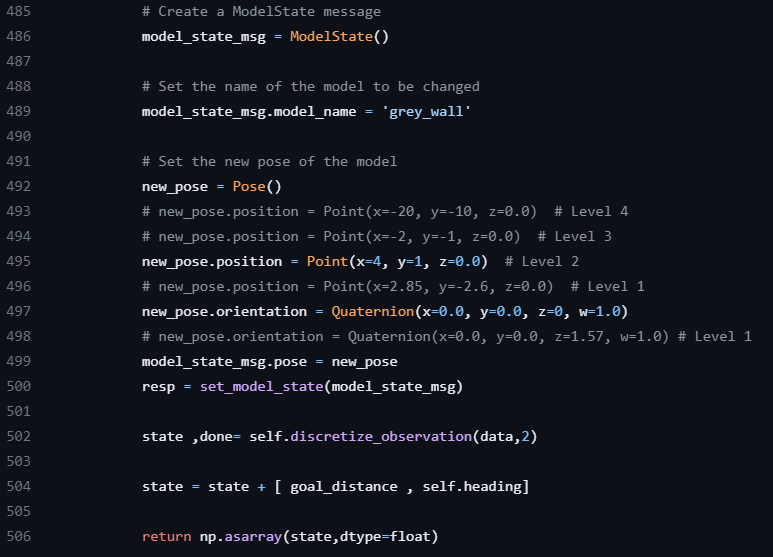 485 # Create a ModelState message
486 model_state_msg = ModelState()
487
488 # Set the name of the model to be changed
489 model_state_msg.model_name = 'grey_wall'
490
491 # Set the new pose of the model
492 new_pose = Pose()
493 # new_pose.position = Point(x=-20, y=-10, z=0.0)  # Level 4
494 # new_pose.position = Point(x=-2, y=-1, z=0.0)  # Level 3
495 new_pose.position = Point(x=4, y=1, z=0.0)  # Level 2
496 # new_pose.position = Point(x=2.85, y=-2.6, z=0.0)  # Level 1
497 new_pose.orientation = Quaternion(x=0.0, y=0.0, z=0, w=1.0)
498 # new_pose.orientation = Quaternion(x=0.0, y=0.0, z=1.57, w=1.0) # Level 1
499 model_state_msg.pose = new_pose
500 resp = set_model_state(model_state_msg)
501
502 state ,done= self.discretize_observation(data,2)
503
504 state = state + [ goal_distance , self.heading]
505
506 return np.asarray(state,dtype=float)